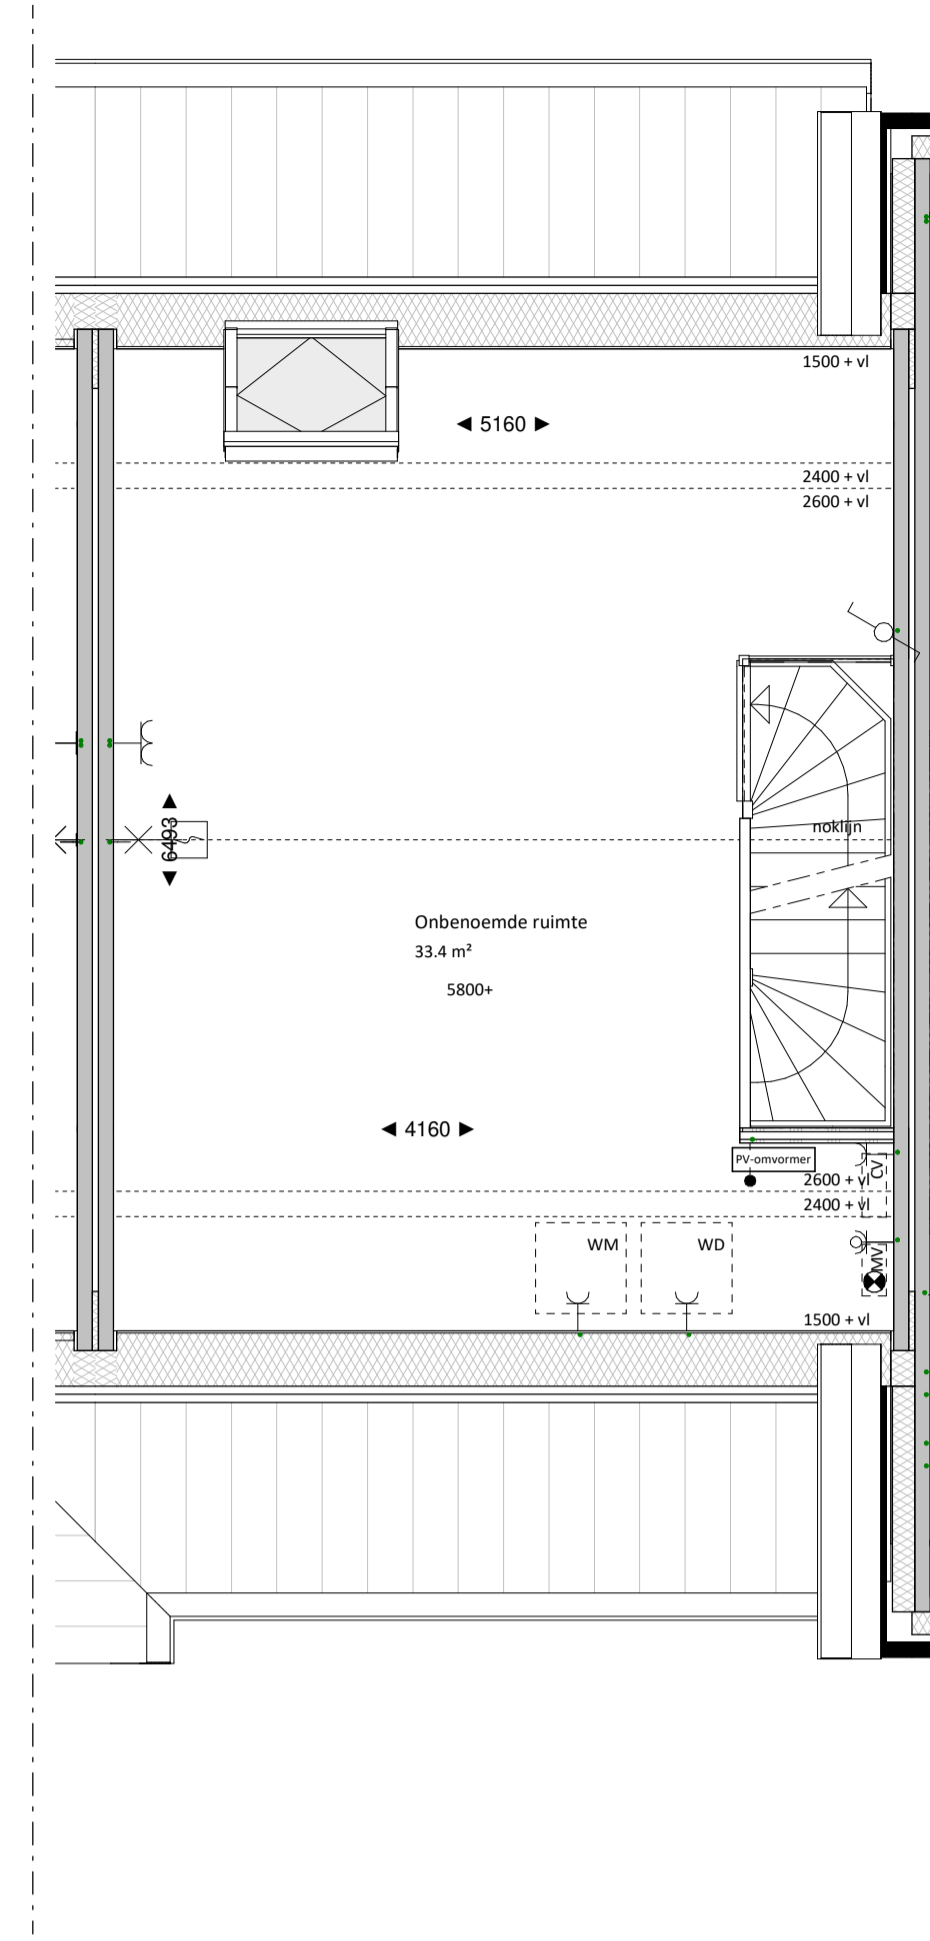 1500 + vl
◄ 5160 ►
2400 + vl
2600 + vl
◄ 6493 ►
noklijn
Onbenoemde ruimte
33.4 m²
5800+
◄ 4160 ►
PV-omvormer
CV
2600 + vl
2400 + vl
WM
WD
MV
1500 + vl